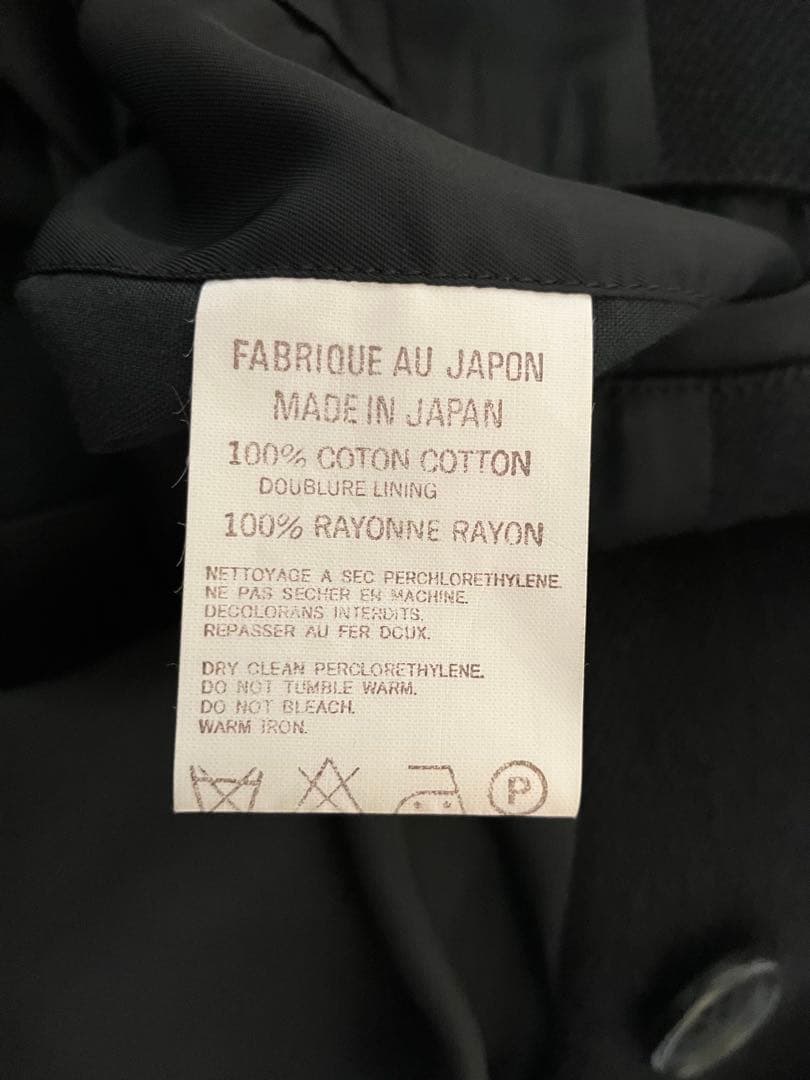 FABRIQUE AU JAPON
MADE IN JAPAN
100% COTON COTTON
DOUBLURE LINING
100% RAYONNE RAYON
NETTOYAGE A SEC PERCHLORETHYLENE.
NE PAS SECHER EN MACHINE.
DECOLORANS INTERDITS.
REPASSER AU FER DOUX.
DRY CLEAN PERCLORETHYLENE.
DO NOT TUMBLE WARM.
DO NOT BLEACH.
WARM IRON.
P